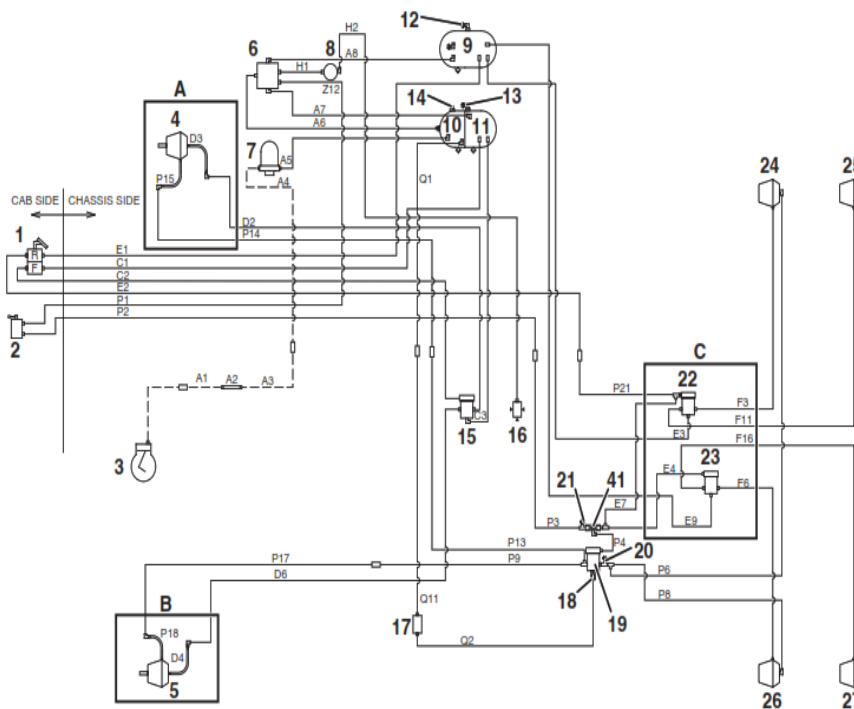 12
H2
6
8
A8
9
H1
Z12
A
14
13
4
D3
A7
A6
10
11
7
A5
A4
Q1
P15
24
25
CAB SIDE
CHASSIS SIDE
D2
P14
1
R
F
E1
C1
C2
E2
P1
P2
2
C
P21
22
F3
F11
E3
F16
A1
A2
A3
C3
15
16
23
3
21
41
E4
F6
E7
E9
P3
P4
P13
20
P17
P9
P6
D6
18
19
P8
B
Q11
17
P18
D4
Q2
5
26
27